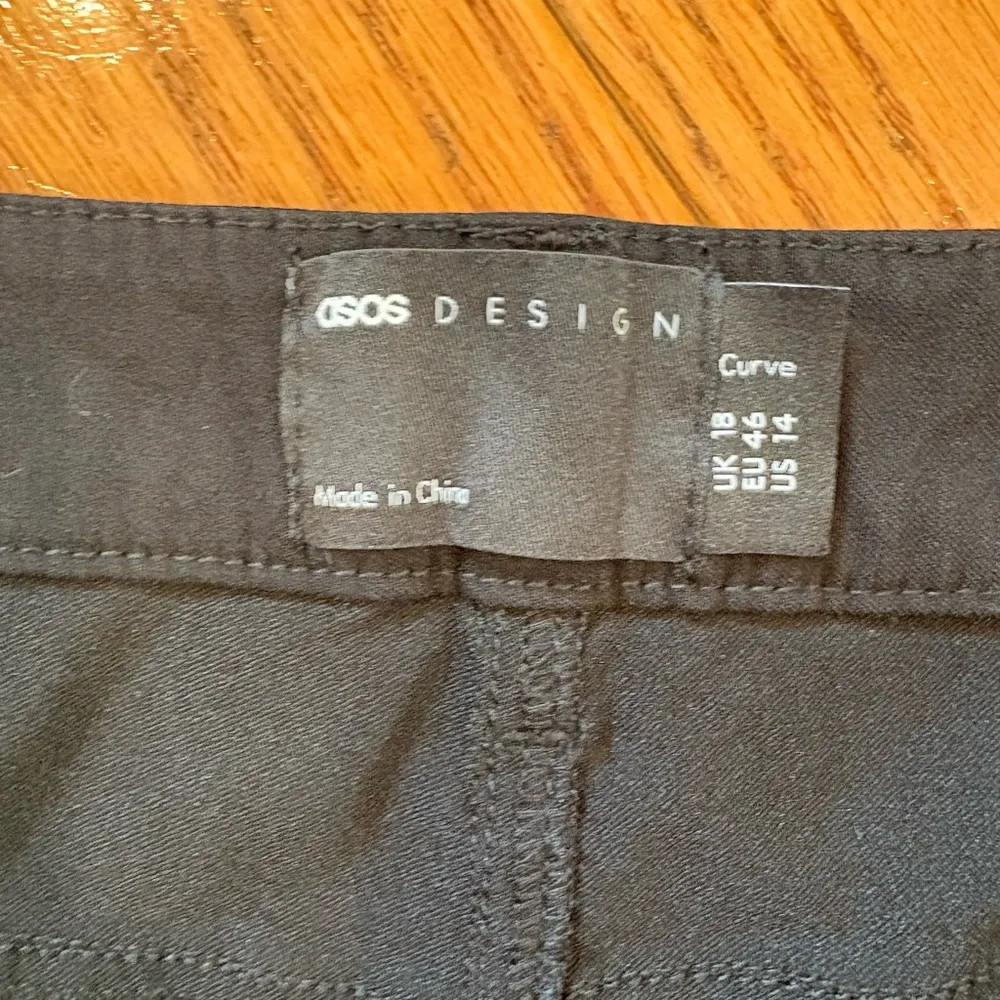 asos DESIGN
Made in China
Curve
UK 18
EU 46
US 14